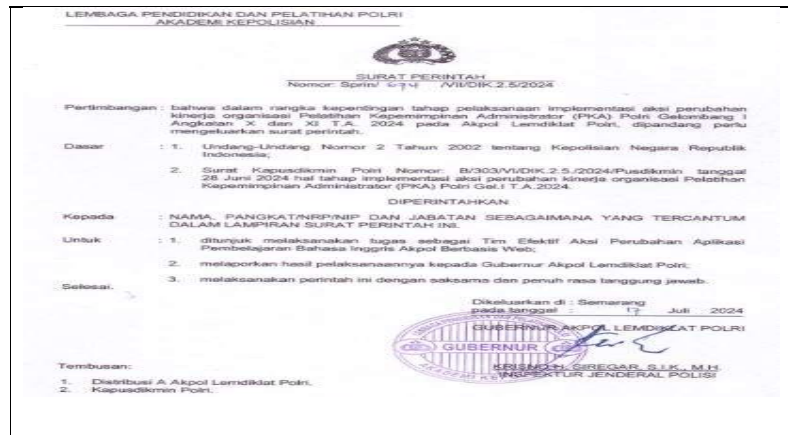 LEMBAGA PENDIDIKAN DAN PELATIHAN POLRI
AKADEMI KEPOLISIAN
SURAT PERINTAH
Nomor: Sprin/ 674 /VII/DIK.2.5/2024
Pertimbangan : bahwa dalam rangka kepentingan tahap pelaksanaan implementasi aksi perubahan
kinerja organisasi Pelatihan Kepemimpinan Administrator (PKA) Polri Gelombang I
Angkatan X dan XI T.A. 2024 pada Akpol Lemdiklat Polri, dipandang perlu
mengeluarkan surat perintah.
Dasar : 1. Undang-Undang Nomor 2 Tahun 2002 tentang Kepolisian Negara Republik
Indonesia;
2. Surat Kapusdikmin Polri Nomor: B/303/VI/DIK.2.5./2024/Pusdikmin tanggal
28 Juni 2024 hal tahap implementasi aksi perubahan kinerja organisasi Pelatihan
Kepemimpinan Administrator (PKA) Polri Gel.I T.A.2024.
DIPERINTAHKAN
Kepada : NAMA, PANGKAT/NRP/NIP DAN JABATAN SEBAGAIMANA YANG TERCANTUM
DALAM LAMPIRAN SURAT PERINTAH INI.
Untuk : 1. ditunjuk melaksanakan tugas sebagai Tim Efektif Aksi Perubahan Aplikasi
Pembelajaran Bahasa Inggris Akpol Berbasis Web;
2. melaporkan hasil pelaksanaannya kepada Gubernur Akpol Lemdiklat Polri;
3. melaksanakan perintah ini dengan saksama dan penuh rasa tanggung jawab.
Selesai.
Dikeluarkan di : Semarang
pada tanggal : 17 Juli 2024
GUBERNUR AKPOL LEMDIKLAT POLRI
GUBERNUR
KRISNO H. SIREGAR, S.I.K., M.H.
INSPEKTUR JENDERAL POLISI
Tembusan:
1. Distribusi A Akpol Lemdiklat Polri.
2. Kapusdikmin Polri.